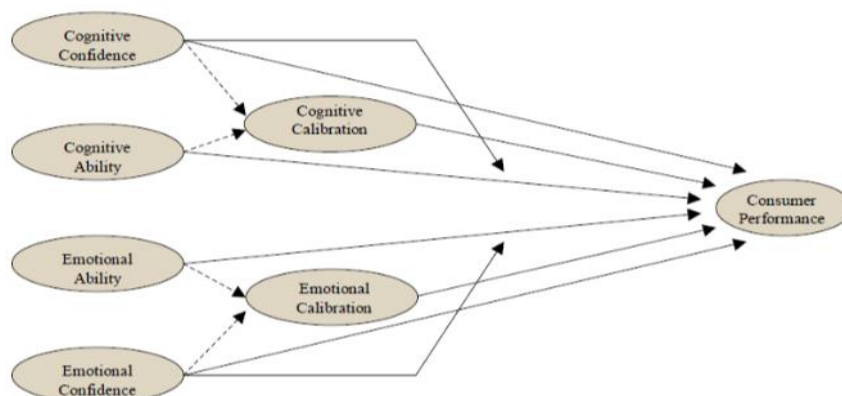 Cognitive
Confidence
Cognitive
Calibration
Cognitive
Ability
Consumer
Performance
Emotional
Ability
Emotional
Calibration
Emotional
Confidence